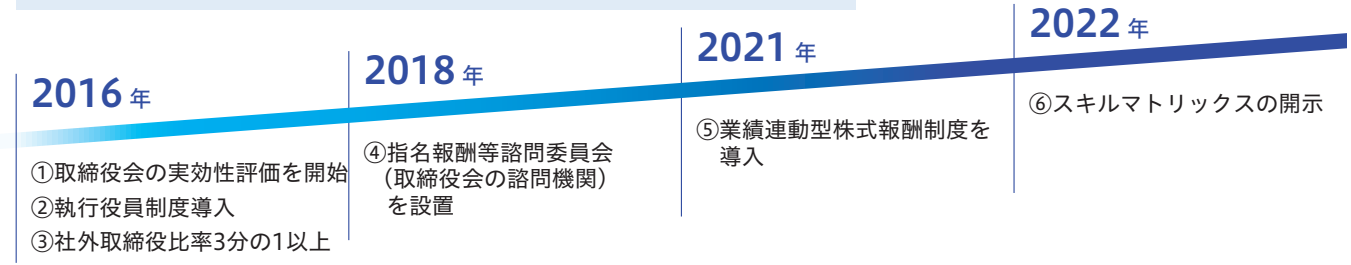 2016年
①取締役会の実効性評価を開始
②執行役員制度導入
③社外取締役比率3分の1以上
2018年
④指名報酬等諮問委員会
（取締役会の諮問機関）
を設置
2021年
⑤業績連動型株式報酬制度を
導入
2022年
⑥スキルマトリックスの開示